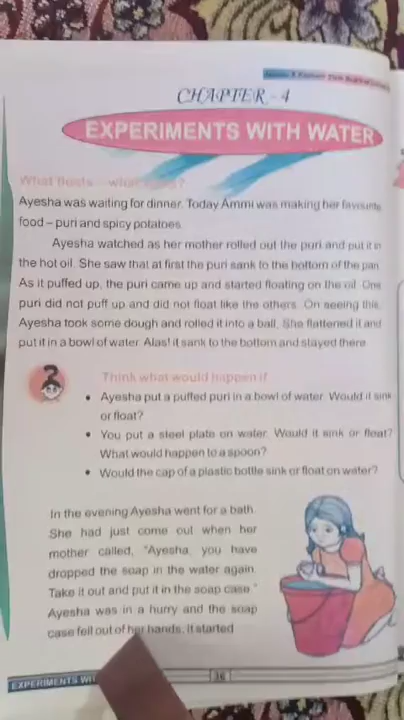 CHAPTER - 4
EXPERIMENTS WITH WATER
What floats – what sinks?
Ayesha was waiting for dinner. Today Ammi was making her favourite
food – puri and spicy potatoes.
Ayesha watched as her mother rolled out the puri and put it in
the hot oil. She saw that at first the puri sank to the bottom of the pan.
As it puffed up, the puri came up and started floating on the oil. One
puri did not puff up and did not float like the others. On seeing this,
Ayesha took some dough and rolled it into a ball. She flattened it and
put it in a bowl of water. Alas! it sank to the bottom and stayed there.
Think what would happen if
• Ayesha put a puffed puri in a bowl of water. Would it sink
or float?
• You put a steel plate on water. Would it sink or float?
What would happen to a spoon?
• Would the cap of a plastic bottle sink or float on water?
In the evening Ayesha went for a bath.
She had just come out when her
mother called, "Ayesha, you have
dropped the soap in the water again.
Take it out and put it in the soap case."
Ayesha was in a hurry and the soap
case fell out of her hands. It started
EXPERIMENTS WI
36